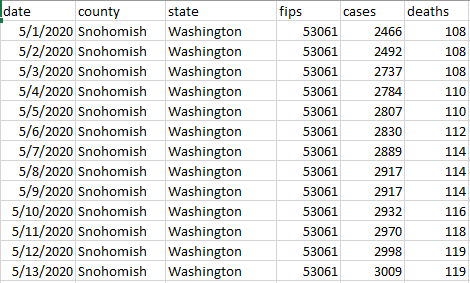 date county state fips cases deaths
5/1/2020 Snohomish Washington 53061 2466 108
5/2/2020 Snohomish Washington 53061 2492 108
5/3/2020 Snohomish Washington 53061 2737 108
5/4/2020 Snohomish Washington 53061 2784 110
5/5/2020 Snohomish Washington 53061 2807 110
5/6/2020 Snohomish Washington 53061 2830 112
5/7/2020 Snohomish Washington 53061 2889 114
5/8/2020 Snohomish Washington 53061 2917 114
5/9/2020 Snohomish Washington 53061 2917 114
5/10/2020 Snohomish Washington 53061 2932 116
5/11/2020 Snohomish Washington 53061 2970 118
5/12/2020 Snohomish Washington 53061 2998 119
5/13/2020 Snohomish Washington 53061 3009 119